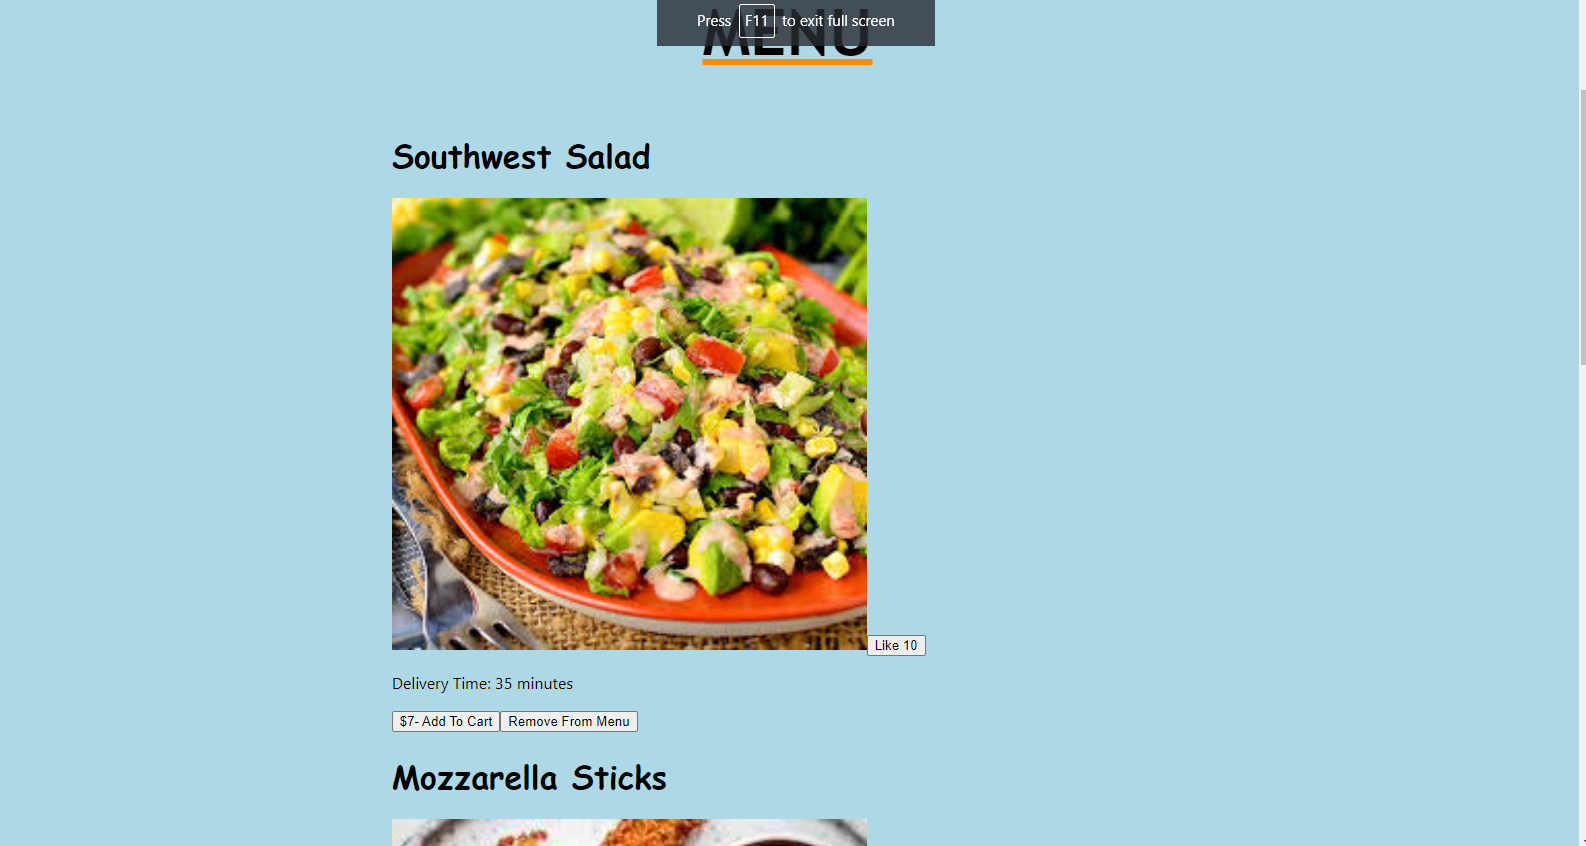 Press F11 to exit full screen
MENU
Southwest Salad
Like 10
Delivery Time: 35 minutes
$7- Add To Cart Remove From Menu
Mozzarella Sticks